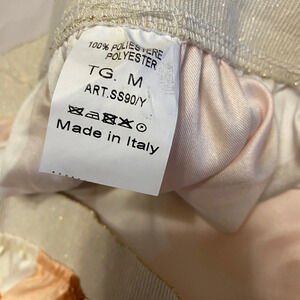 100% POLIESTERE
POLYESTER
TG. M
ART.SS90/Y
Made in Italy